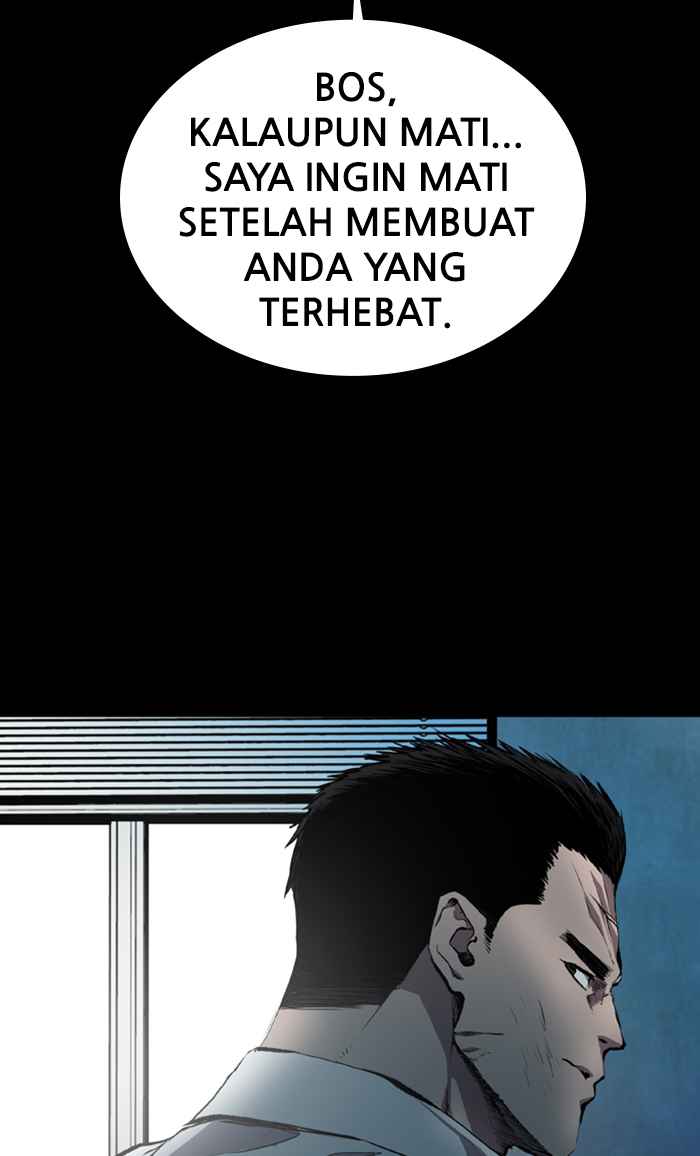 BOS,
KALAUPUN MATI...
SAYA INGIN MATI
SETELAH MEMBUAT
ANDA YANG
TERHEBAT.